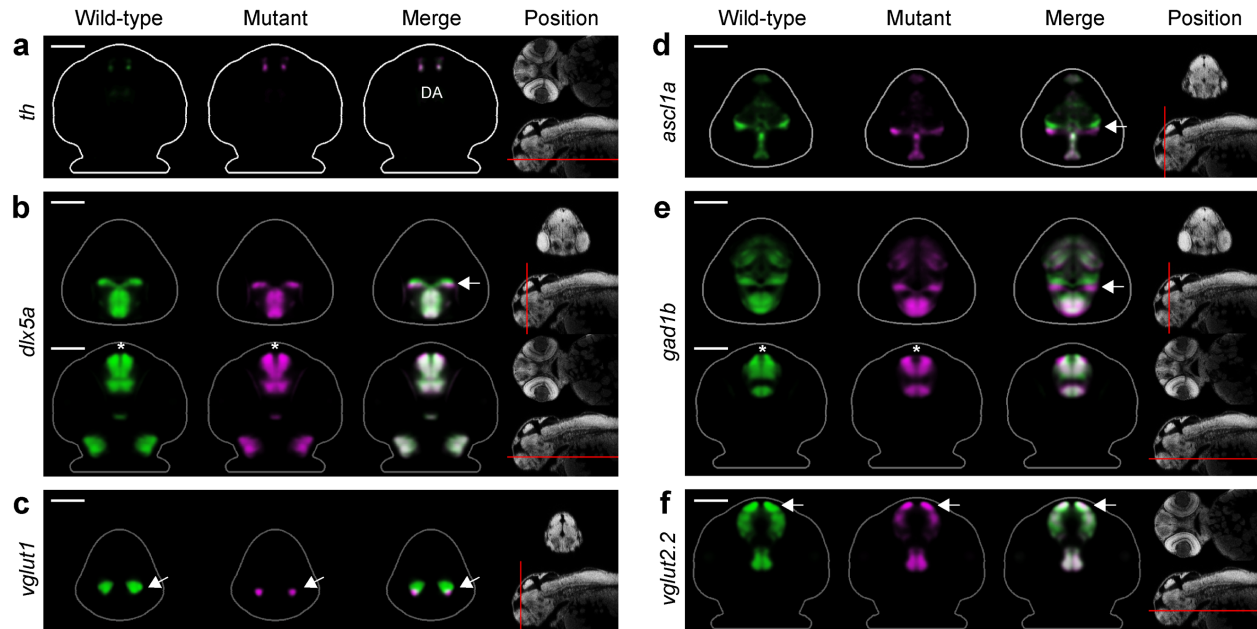 Wild-type Mutant Merge Position
a
th
DA
b
dlx5a
*
*
c
vglut1
Wild-type Mutant Merge Position
d
ascl1a
e
gad1b
*
*
f
vglut2.2